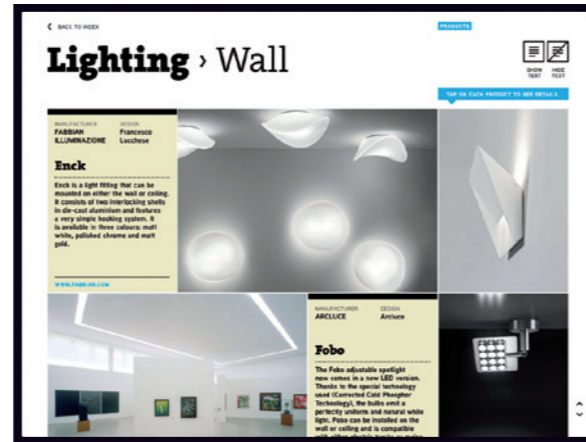 BACK TO INDEX
PRODUCTS
Lighting › Wall
SHOW TEXT
HIDE TEXT
TAP ON EACH PRODUCT TO SEE DETAILS
MANUFACTURER
FABBIAN
ILLUMINAZIONE
DESIGN
Francesco
Lucchese
Enck
Enck is a light fitting that can be
mounted on either the wall or ceiling.
It consists of two interlocking shells
in die-cast aluminium and features
a very simple hooking system. It
is available in three colours: matt
white, polished chrome and matt
gold.
WWW.FABBIAN.COM
MANUFACTURER
ARCLUCE
DESIGN
Arcluce
Fobo
The Fobo adjustable spotlight
now comes in a new LED version.
Thanks to the special technology
used (Corrected Cold Phosphor
Technology), the bulbs emit a
perfectly uniform and natural white
light. Fobo can be installed on the
wall or ceiling and is compatible